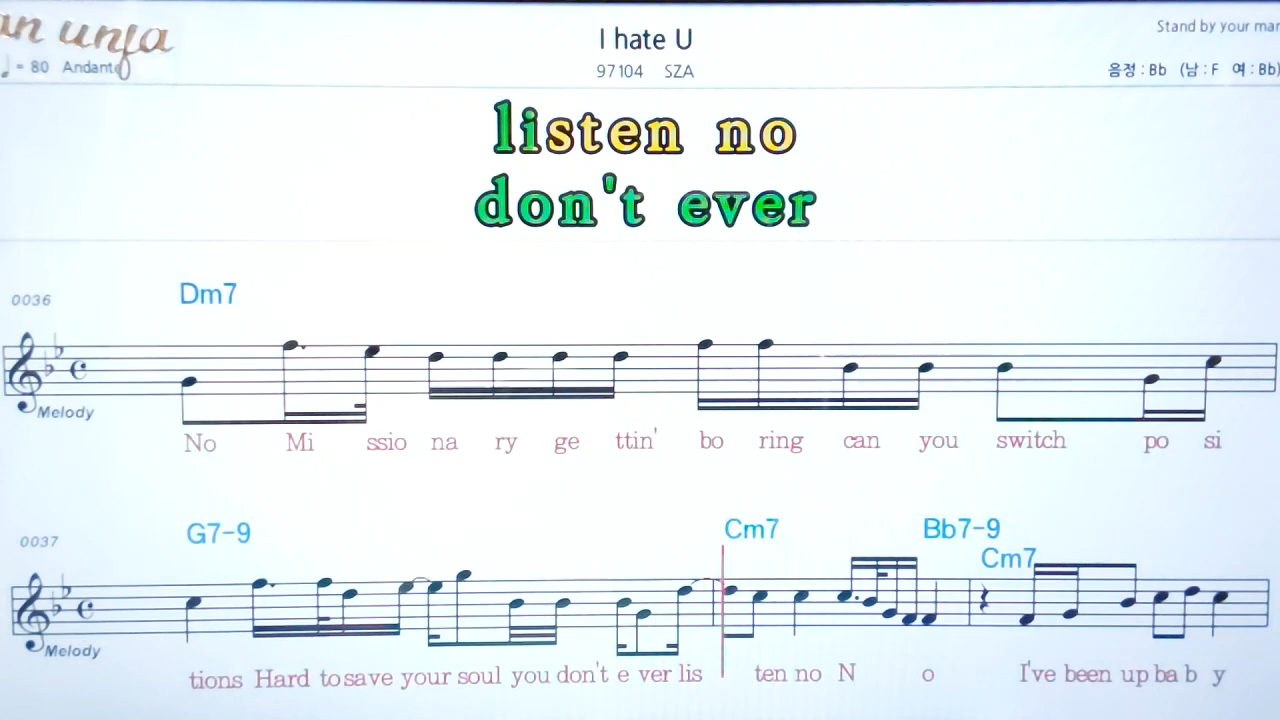 I hate U
Stand by your man
♩ = 80 Andante
97104 SZA
음정 : Bb (남 : F 여 : Bb)
listen no
don't ever
0036
Dm7
Melody
No Mi ssio na ry ge ttin' bo ring can you switch po si
0037
G7-9 Cm7 Bb7-9
Cm7
Melody
tions Hard to save your soul you don't e ver lis ten no N o I've been up ba b y